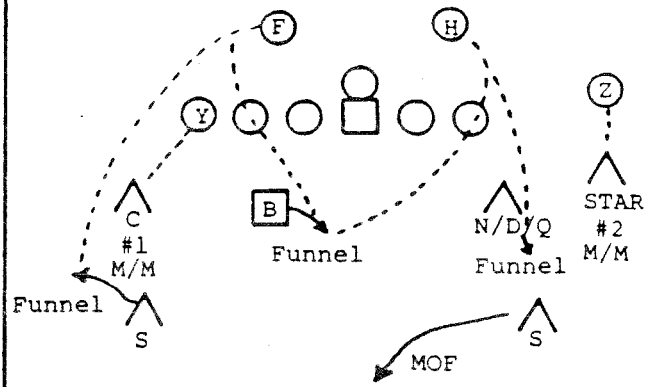 F
H
Z
Y
B
C
#1
M/M
N/D/Q
STAR
#2
M/M
Funnel
Funnel
Funnel
S
S
MOF